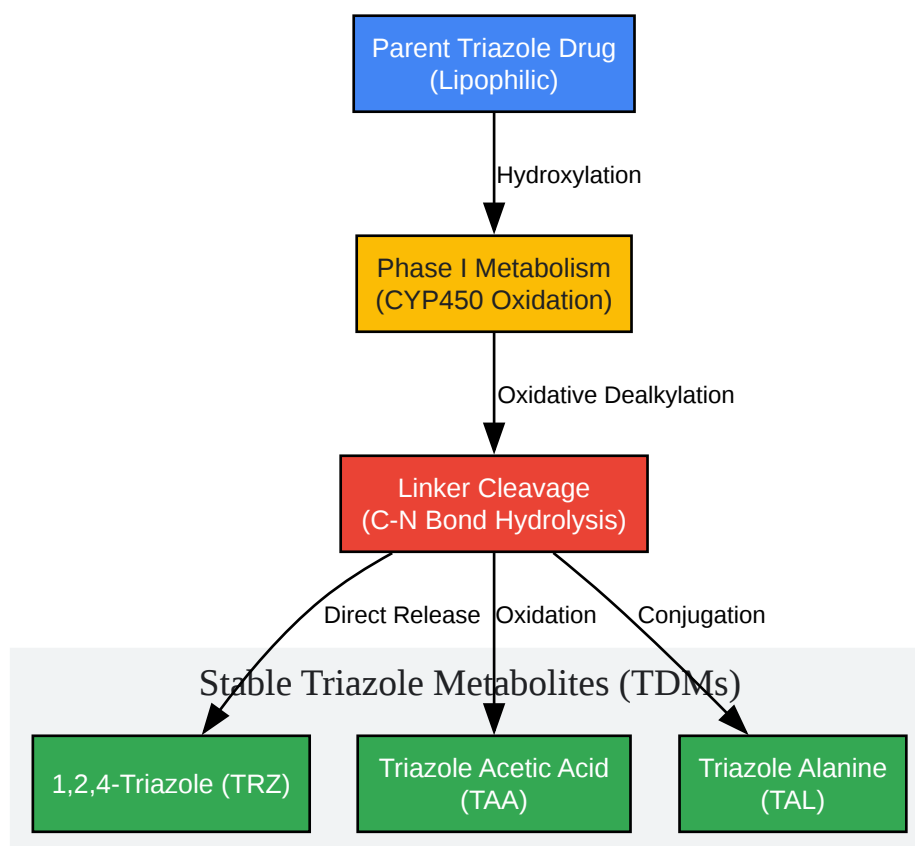 Parent Triazole Drug
(Lipophilic)
Hydroxylation
Phase I Metabolism
(CYP450 Oxidation)
Oxidative Dealkylation
Linker Cleavage
(C-N Bond Hydrolysis)
Direct Release
Oxidation
Conjugation
Stable Triazole Metabolites (TDMs)
1,2,4-Triazole (TRZ)
Triazole Acetic Acid
(TAA)
Triazole Alanine
(TAL)